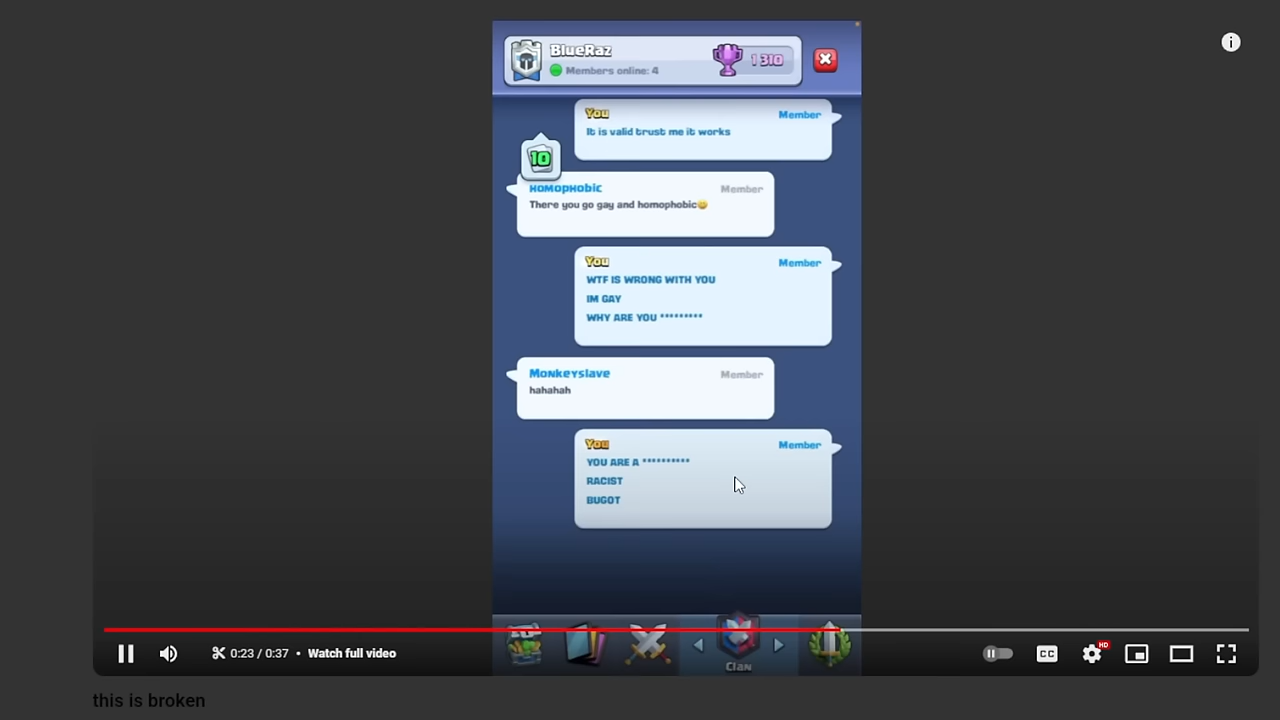 BlueRaz
Members online: 4
1310
You
Member
It is valid trust me it works
10
Homophobic
Member
There you go gay and homophobic😄
You
Member
WTF IS WRONG WITH YOU
IM GAY
WHY ARE YOU *********
Monkeyslave
Member
hahahah
You
Member
YOU ARE A **********
RACIST
BUGOT
Clan
0:23 / 0:37 • Watch full video
CC
HD
this is broken